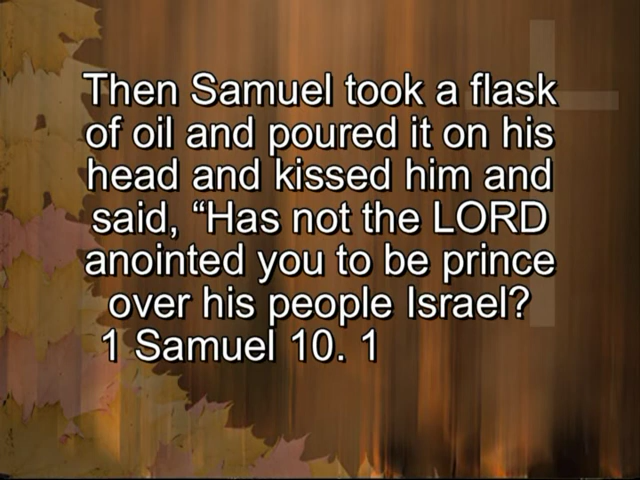 Then Samuel took a flask
of oil and poured it on his
head and kissed him and
said, “Has not the LORD
anointed you to be prince
over his people Israel?
1 Samuel 10. 1